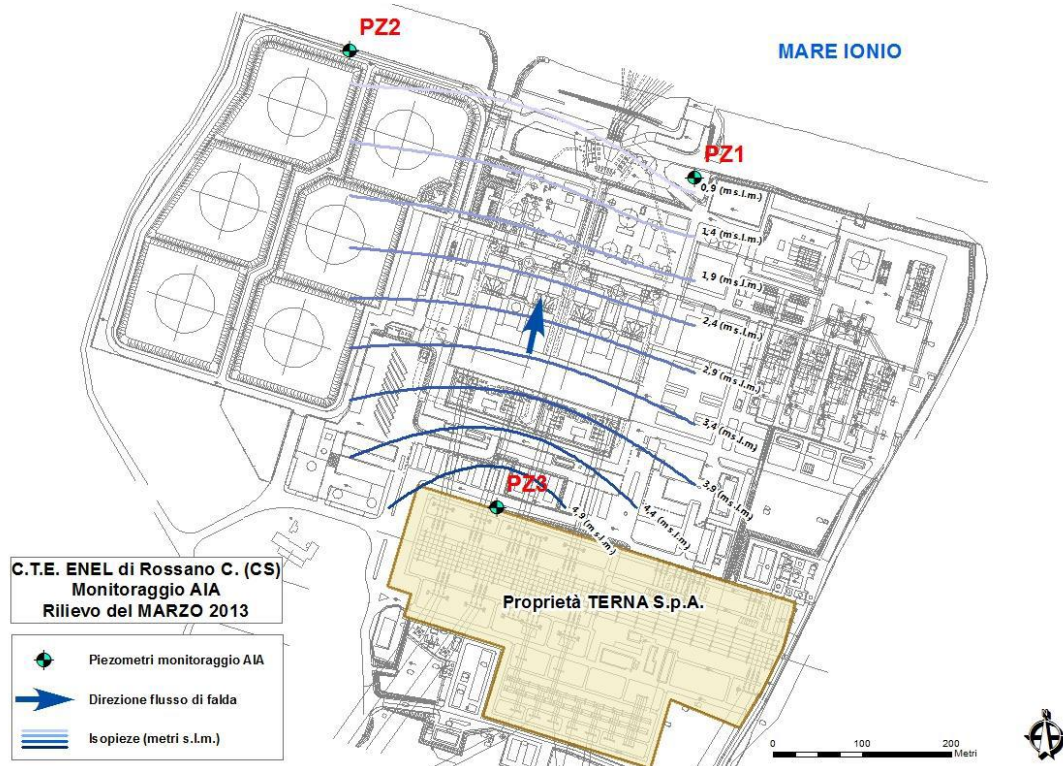 PZ2
MARE IONIO
PZ1
0,9 (m s.l.m.)
1,4 (m s.l.m.)
1,9 (m s.l.m.)
2,4 (m s.l.m.)
2,9 (m s.l.m.)
3,4 (m s.l.m.)
3,9 (m s.l.m)
4,4 (m s.l.m.)
4,9 (m s.l.m.)
PZ3
Proprietà TERNA S.p.A.
C.T.E. ENEL di Rossano C. (CS)
Monitoraggio AIA
Rilievo del MARZO 2013
Piezometri monitoraggio AIA
Direzione flusso di falda
Isopieze (metri s.l.m.)
0 100 200
Metri